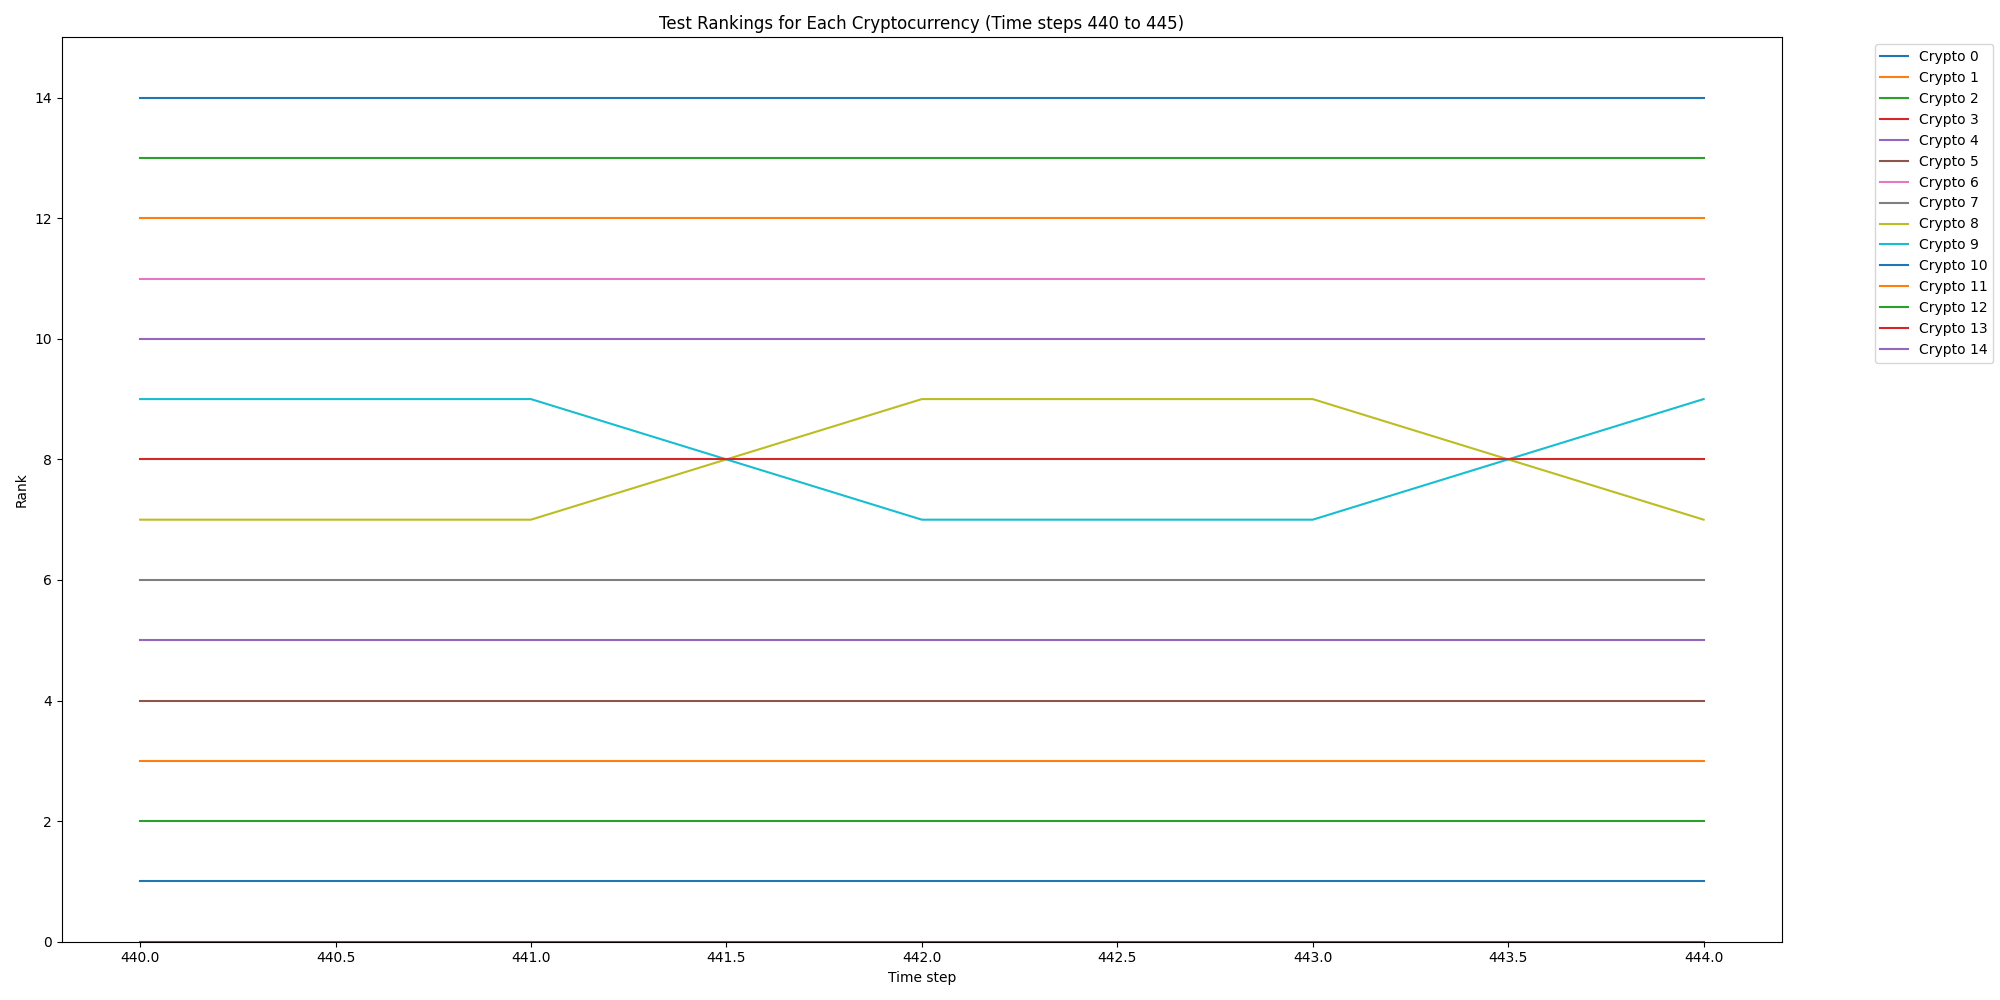 Test Rankings for Each Cryptocurrency (Time steps 440 to 445)
Rank
14
12
10
8
6
4
2
0
440.0 440.5 441.0 441.5 442.0 442.5 443.0 443.5 444.0
Time step
Crypto 0
Crypto 1
Crypto 2
Crypto 3
Crypto 4
Crypto 5
Crypto 6
Crypto 7
Crypto 8
Crypto 9
Crypto 10
Crypto 11
Crypto 12
Crypto 13
Crypto 14